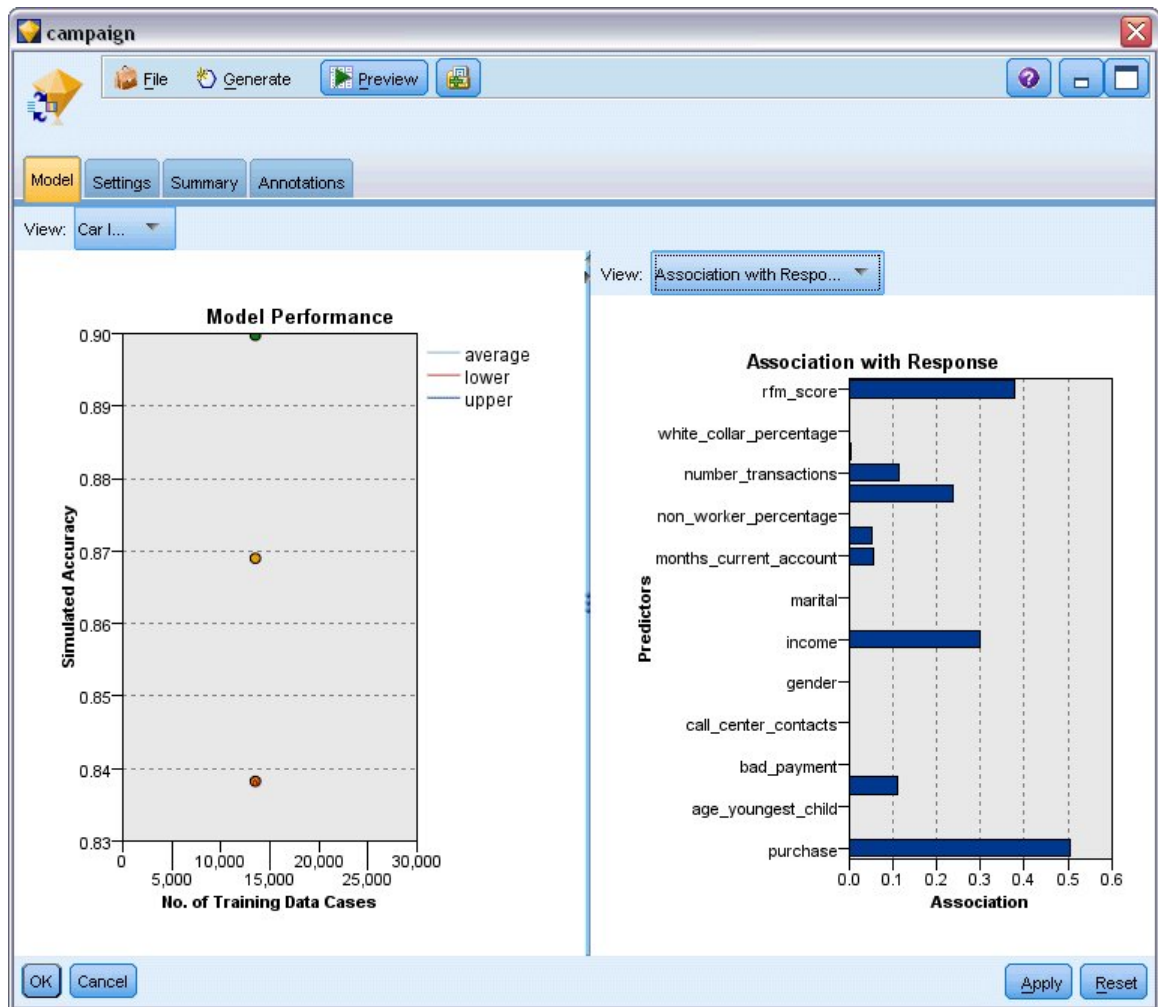 campaign
File Generate Preview
Model Settings Summary Annotations
View: Car I...
Model Performance
0.90
0.89
0.88
0.87
0.86
0.85
0.84
0.83
Simulated Accuracy
0 10,000 20,000 30,000
5,000 15,000 25,000
No. of Training Data Cases
average
lower
upper
View: Association with Respo...
Association with Response
rfm_score
white_collar_percentage
number_transactions
non_worker_percentage
months_current_account
marital
income
gender
call_center_contacts
bad_payment
age_youngest_child
purchase
Predictors
0.0 0.1 0.2 0.3 0.4 0.5 0.6
Association
OK Cancel Apply Reset